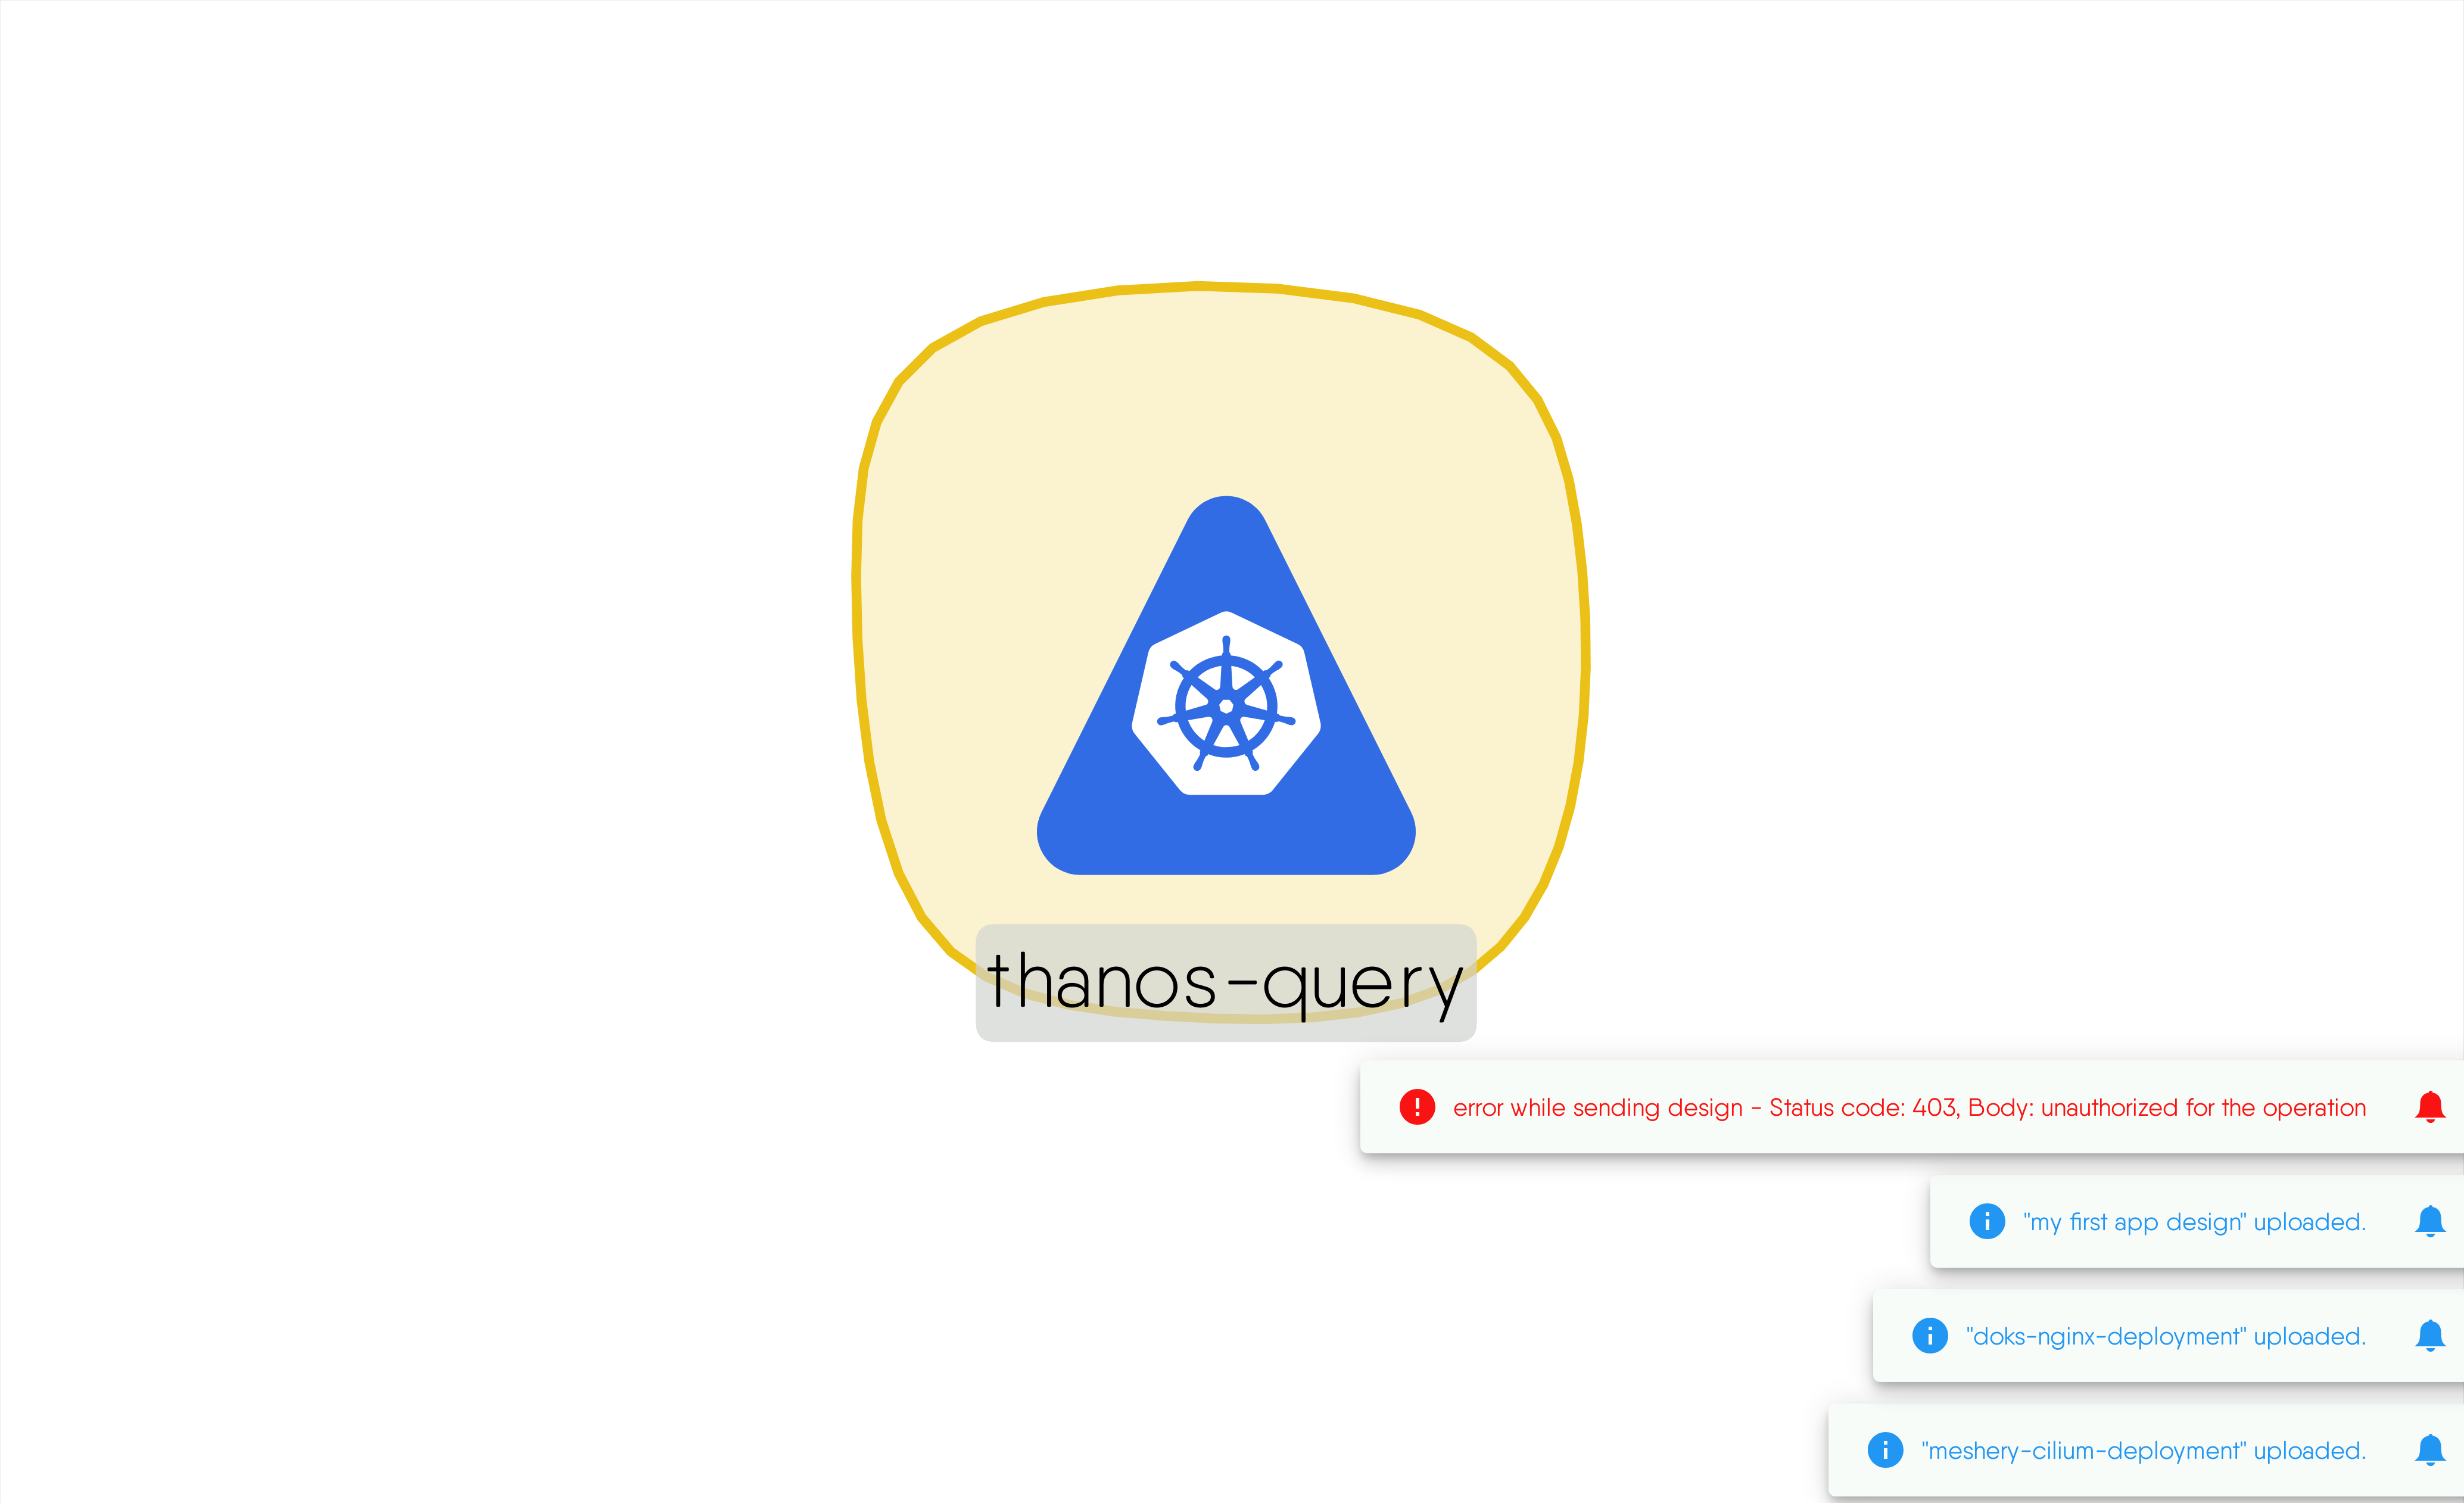 thanos-query
error while sending design - Status code: 403, Body: unauthorized for the operation
"my first app design" uploaded.
"doks-nginx-deployment" uploaded.
"meshery-cilium-deployment" uploaded.